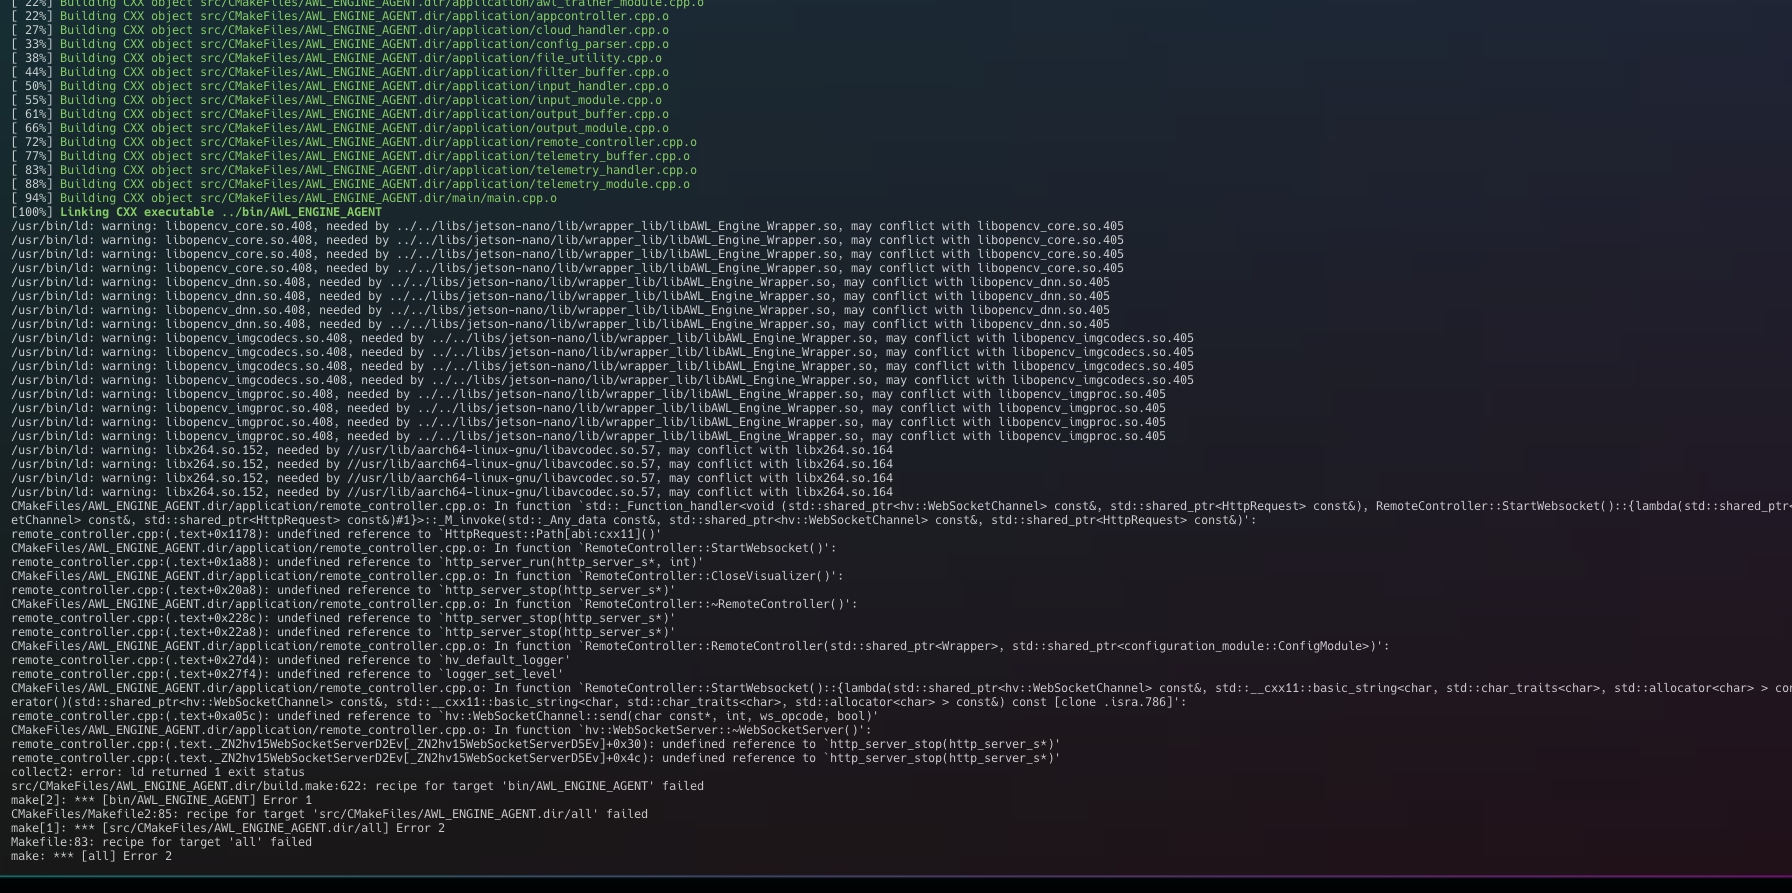 [ 22%] Building CXX object src/CMakeFiles/AWL_ENGINE_AGENT.dir/application/awl_trainer_module.cpp.o
[ 22%] Building CXX object src/CMakeFiles/AWL_ENGINE_AGENT.dir/application/appcontroller.cpp.o
[ 27%] Building CXX object src/CMakeFiles/AWL_ENGINE_AGENT.dir/application/cloud_handler.cpp.o
[ 33%] Building CXX object src/CMakeFiles/AWL_ENGINE_AGENT.dir/application/config_parser.cpp.o
[ 38%] Building CXX object src/CMakeFiles/AWL_ENGINE_AGENT.dir/application/file_utility.cpp.o
[ 44%] Building CXX object src/CMakeFiles/AWL_ENGINE_AGENT.dir/application/filter_buffer.cpp.o
[ 50%] Building CXX object src/CMakeFiles/AWL_ENGINE_AGENT.dir/application/input_handler.cpp.o
[ 55%] Building CXX object src/CMakeFiles/AWL_ENGINE_AGENT.dir/application/input_module.cpp.o
[ 61%] Building CXX object src/CMakeFiles/AWL_ENGINE_AGENT.dir/application/output_buffer.cpp.o
[ 66%] Building CXX object src/CMakeFiles/AWL_ENGINE_AGENT.dir/application/output_module.cpp.o
[ 72%] Building CXX object src/CMakeFiles/AWL_ENGINE_AGENT.dir/application/remote_controller.cpp.o
[ 77%] Building CXX object src/CMakeFiles/AWL_ENGINE_AGENT.dir/application/telemetry_buffer.cpp.o
[ 83%] Building CXX object src/CMakeFiles/AWL_ENGINE_AGENT.dir/application/telemetry_handler.cpp.o
[ 88%] Building CXX object src/CMakeFiles/AWL_ENGINE_AGENT.dir/application/telemetry_module.cpp.o
[ 94%] Building CXX object src/CMakeFiles/AWL_ENGINE_AGENT.dir/main/main.cpp.o
[100%] Linking CXX executable ../bin/AWL_ENGINE_AGENT
/usr/bin/ld: warning: libopencv_core.so.408, needed by ../../libs/jetson-nano/lib/wrapper_lib/libAWL_Engine_Wrapper.so, may conflict with libopencv_core.so.405
/usr/bin/ld: warning: libopencv_core.so.408, needed by ../../libs/jetson-nano/lib/wrapper_lib/libAWL_Engine_Wrapper.so, may conflict with libopencv_core.so.405
/usr/bin/ld: warning: libopencv_core.so.408, needed by ../../libs/jetson-nano/lib/wrapper_lib/libAWL_Engine_Wrapper.so, may conflict with libopencv_core.so.405
/usr/bin/ld: warning: libopencv_core.so.408, needed by ../../libs/jetson-nano/lib/wrapper_lib/libAWL_Engine_Wrapper.so, may conflict with libopencv_core.so.405
/usr/bin/ld: warning: libopencv_dnn.so.408, needed by ../../libs/jetson-nano/lib/wrapper_lib/libAWL_Engine_Wrapper.so, may conflict with libopencv_dnn.so.405
/usr/bin/ld: warning: libopencv_dnn.so.408, needed by ../../libs/jetson-nano/lib/wrapper_lib/libAWL_Engine_Wrapper.so, may conflict with libopencv_dnn.so.405
/usr/bin/ld: warning: libopencv_dnn.so.408, needed by ../../libs/jetson-nano/lib/wrapper_lib/libAWL_Engine_Wrapper.so, may conflict with libopencv_dnn.so.405
/usr/bin/ld: warning: libopencv_dnn.so.408, needed by ../../libs/jetson-nano/lib/wrapper_lib/libAWL_Engine_Wrapper.so, may conflict with libopencv_dnn.so.405
/usr/bin/ld: warning: libopencv_imgcodecs.so.408, needed by ../../libs/jetson-nano/lib/wrapper_lib/libAWL_Engine_Wrapper.so, may conflict with libopencv_imgcodecs.so.405
/usr/bin/ld: warning: libopencv_imgcodecs.so.408, needed by ../../libs/jetson-nano/lib/wrapper_lib/libAWL_Engine_Wrapper.so, may conflict with libopencv_imgcodecs.so.405
/usr/bin/ld: warning: libopencv_imgcodecs.so.408, needed by ../../libs/jetson-nano/lib/wrapper_lib/libAWL_Engine_Wrapper.so, may conflict with libopencv_imgcodecs.so.405
/usr/bin/ld: warning: libopencv_imgcodecs.so.408, needed by ../../libs/jetson-nano/lib/wrapper_lib/libAWL_Engine_Wrapper.so, may conflict with libopencv_imgcodecs.so.405
/usr/bin/ld: warning: libopencv_imgproc.so.408, needed by ../../libs/jetson-nano/lib/wrapper_lib/libAWL_Engine_Wrapper.so, may conflict with libopencv_imgproc.so.405
/usr/bin/ld: warning: libopencv_imgproc.so.408, needed by ../../libs/jetson-nano/lib/wrapper_lib/libAWL_Engine_Wrapper.so, may conflict with libopencv_imgproc.so.405
/usr/bin/ld: warning: libopencv_imgproc.so.408, needed by ../../libs/jetson-nano/lib/wrapper_lib/libAWL_Engine_Wrapper.so, may conflict with libopencv_imgproc.so.405
/usr/bin/ld: warning: libopencv_imgproc.so.408, needed by ../../libs/jetson-nano/lib/wrapper_lib/libAWL_Engine_Wrapper.so, may conflict with libopencv_imgproc.so.405
/usr/bin/ld: warning: libx264.so.152, needed by //usr/lib/aarch64-linux-gnu/libavcodec.so.57, may conflict with libx264.so.164
/usr/bin/ld: warning: libx264.so.152, needed by //usr/lib/aarch64-linux-gnu/libavcodec.so.57, may conflict with libx264.so.164
/usr/bin/ld: warning: libx264.so.152, needed by //usr/lib/aarch64-linux-gnu/libavcodec.so.57, may conflict with libx264.so.164
/usr/bin/ld: warning: libx264.so.152, needed by //usr/lib/aarch64-linux-gnu/libavcodec.so.57, may conflict with libx264.so.164
CMakeFiles/AWL_ENGINE_AGENT.dir/application/remote_controller.cpp.o: In function `std::_Function_handler<void (std::shared_ptr<hv::WebSocketChannel> const&, std::shared_ptr<HttpRequest> const&), RemoteController::StartWebsocket()::{lambda(std::shared_ptr<
etChannel> const&, std::shared_ptr<HttpRequest> const&)#1}>::_M_invoke(std::_Any_data const&, std::shared_ptr<hv::WebSocketChannel> const&, std::shared_ptr<HttpRequest> const&)':
remote_controller.cpp:(.text+0x1178): undefined reference to `HttpRequest::Path[abi:cxx11]()'
CMakeFiles/AWL_ENGINE_AGENT.dir/application/remote_controller.cpp.o: In function `RemoteController::StartWebsocket()':
remote_controller.cpp:(.text+0x1a88): undefined reference to `http_server_run(http_server_s*, int)'
CMakeFiles/AWL_ENGINE_AGENT.dir/application/remote_controller.cpp.o: In function `RemoteController::CloseVisualizer()':
remote_controller.cpp:(.text+0x20a8): undefined reference to `http_server_stop(http_server_s*)'
CMakeFiles/AWL_ENGINE_AGENT.dir/application/remote_controller.cpp.o: In function `RemoteController::~RemoteController()':
remote_controller.cpp:(.text+0x228c): undefined reference to `http_server_stop(http_server_s*)'
remote_controller.cpp:(.text+0x22a8): undefined reference to `http_server_stop(http_server_s*)'
CMakeFiles/AWL_ENGINE_AGENT.dir/application/remote_controller.cpp.o: In function `RemoteController::RemoteController(std::shared_ptr<Wrapper>, std::shared_ptr<configuration_module::ConfigModule>)':
remote_controller.cpp:(.text+0x27d4): undefined reference to `hv_default_logger'
remote_controller.cpp:(.text+0x27f4): undefined reference to `logger_set_level'
CMakeFiles/AWL_ENGINE_AGENT.dir/application/remote_controller.cpp.o: In function `RemoteController::StartWebsocket()::{lambda(std::shared_ptr<hv::WebSocketChannel> const&, std::__cxx11::basic_string<char, std::char_traits<char>, std::allocator<char> > con
erator()(std::shared_ptr<hv::WebSocketChannel> const&, std::__cxx11::basic_string<char, std::char_traits<char>, std::allocator<char> > const&) const [clone .isra.786]':
remote_controller.cpp:(.text+0xa05c): undefined reference to `hv::WebSocketChannel::send(char const*, int, ws_opcode, bool)'
CMakeFiles/AWL_ENGINE_AGENT.dir/application/remote_controller.cpp.o: In function `hv::WebSocketServer::~WebSocketServer()':
remote_controller.cpp:(.text._ZN2hv15WebSocketServerD2Ev[_ZN2hv15WebSocketServerD5Ev]+0x30): undefined reference to `http_server_stop(http_server_s*)'
remote_controller.cpp:(.text._ZN2hv15WebSocketServerD2Ev[_ZN2hv15WebSocketServerD5Ev]+0x4c): undefined reference to `http_server_stop(http_server_s*)'
collect2: error: ld returned 1 exit status
src/CMakeFiles/AWL_ENGINE_AGENT.dir/build.make:622: recipe for target 'bin/AWL_ENGINE_AGENT' failed
make[2]: *** [bin/AWL_ENGINE_AGENT] Error 1
CMakeFiles/Makefile2:85: recipe for target 'src/CMakeFiles/AWL_ENGINE_AGENT.dir/all' failed
make[1]: *** [src/CMakeFiles/AWL_ENGINE_AGENT.dir/all] Error 2
Makefile:83: recipe for target 'all' failed
make: *** [all] Error 2